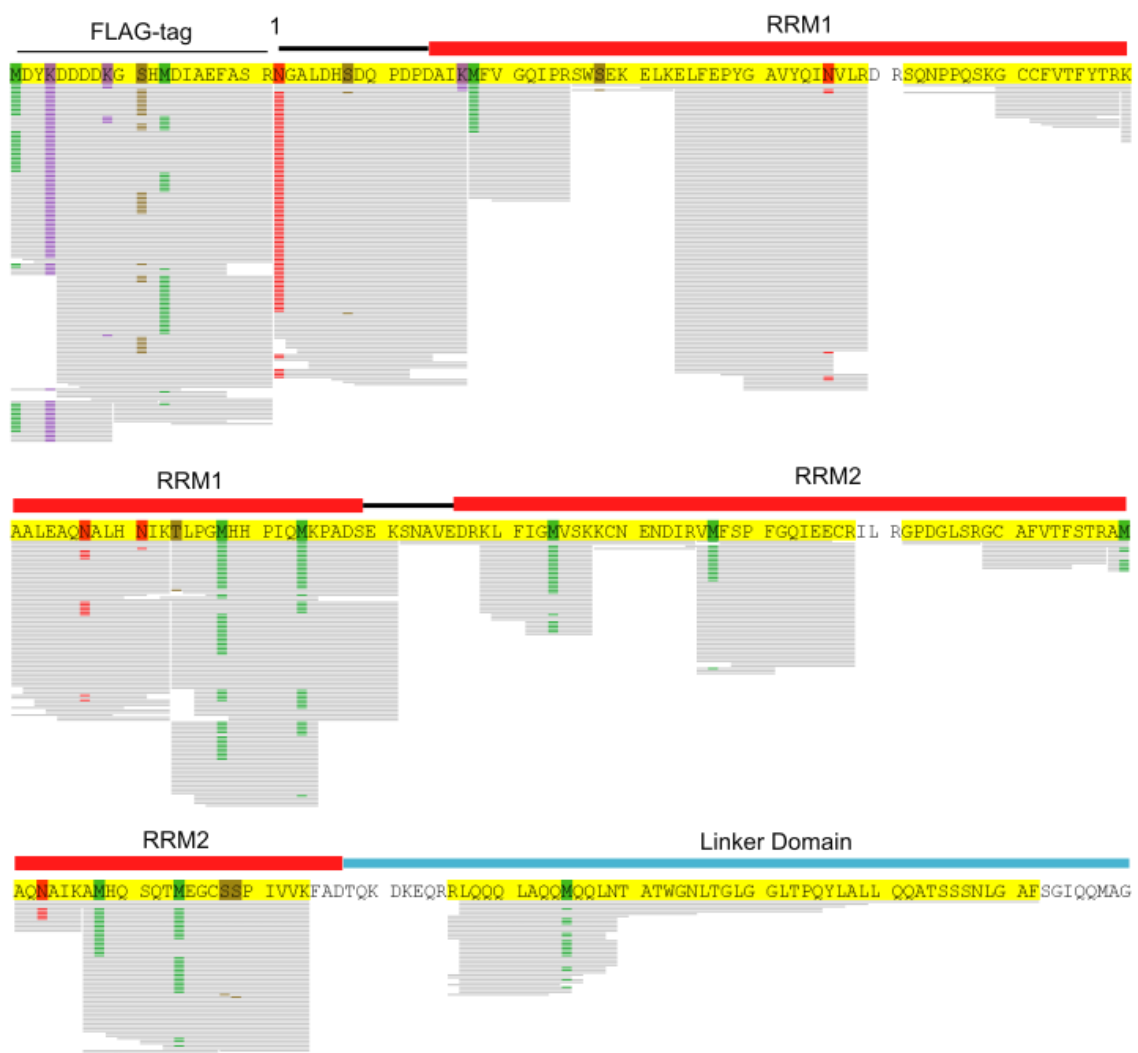 FLAG-tag 1 RRM1
MDYKDDDDKG SHMDIAEFAS RNGALDHSDQ PDPDAIKMFV GQIPRSWSEK ELKELFEPYG AVYQINVLRD RSQNPPQSKG CCFVTFYTRK
RRM1 RRM2
AALEAQNALH NIKTLPGMHH PIQMKPADSE KSNAVEDRKL FIGMVSKKCN ENDIRVMFSP FGQIEECRIL RGPDGLSRGC AFVTFSTRAM
RRM2 Linker Domain
AQNAIKAMHQ SQTMEGCSSP IVVKFADTQK DKEQRRLQQQ LAQQMQQLNT ATWGNLTGLG GLTPQYLALL QQATSSSNLG AFSGIQQMAG